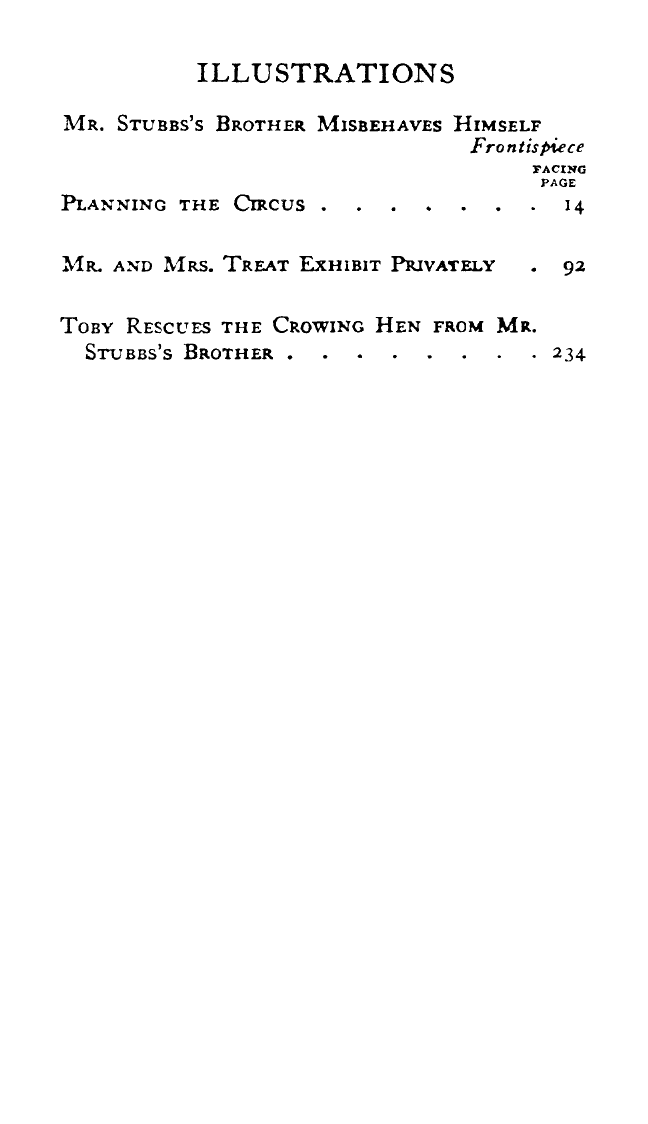 ILLUSTRATIONS
Mr. Stubbs's Brother Misbehaves Himself
Frontispiece
FACING
PAGE
Planning the Circus . . . . . . . 14
Mr. and Mrs. Treat Exhibit Privately . 92
Toby Rescues the Crowing Hen from Mr.
Stubbs's Brother . . . . . . . . 234